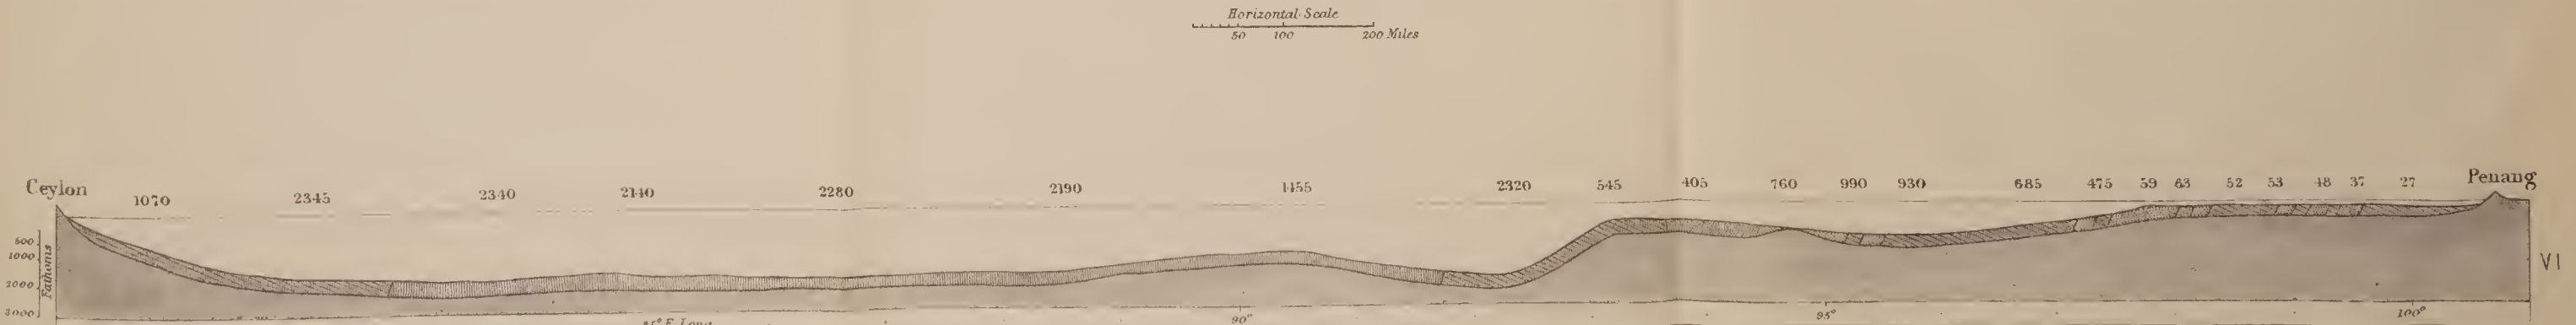 Horizontal Scale
50 100 200 Miles
Ceylon 1070 2345 2340 2140 2280 2190 1455 2320 545 405 760 990 930 685 475 59 63 52 53 48 37 27 Penang
500
1000
2000
3000
Fathoms
VI
85° E. Long. 90° 95° 100°